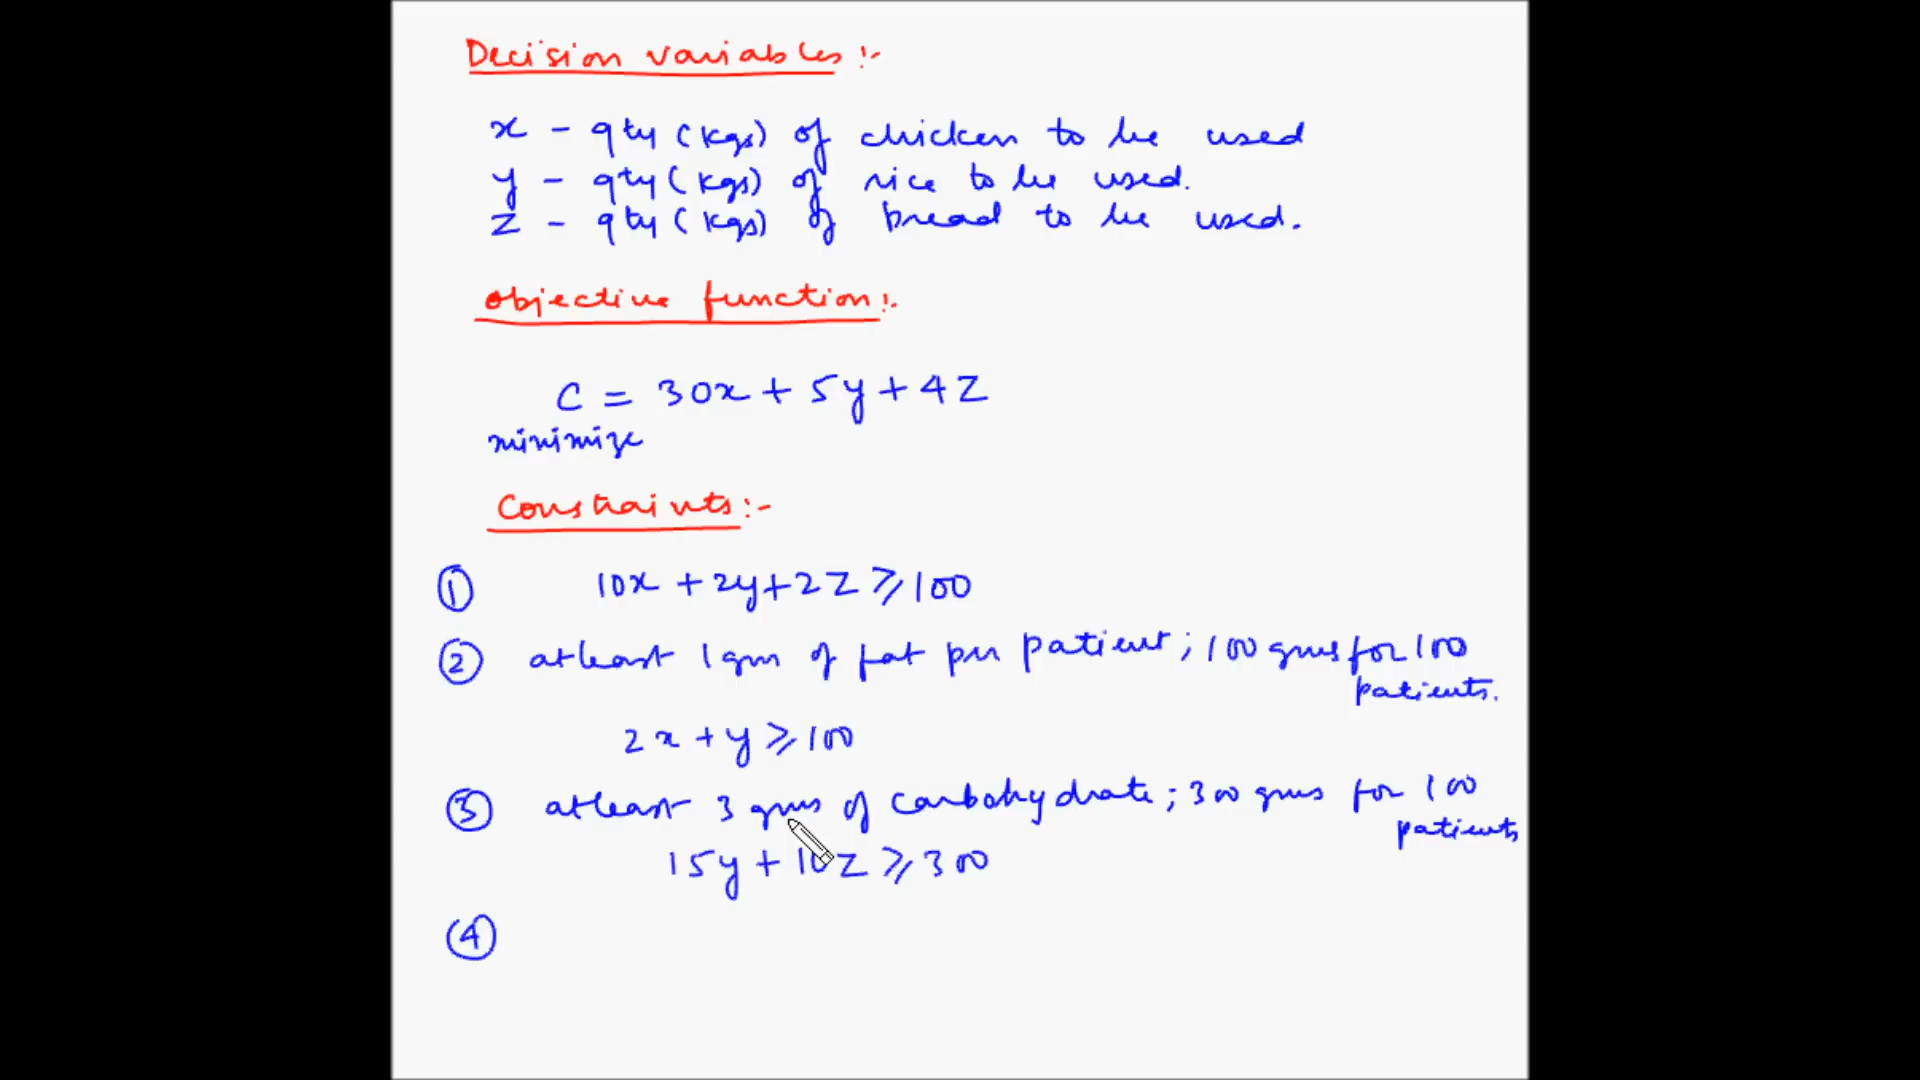 Decision variables:-
x - qty (kgs) of chicken to be used
y - qty (kgs) of rice to be used.
z - qty (kgs) of bread to be used.
Objective function:-
C = 30x + 5y + 4z
minimize
Constraints:-
① 10x + 2y + 2z ⩾ 100
② atleast 1 gm of fat per patient; 100 gms for 100
patients.
2x + y ⩾ 100
③ atleast 3 gms of carbohydrate; 300 gms for 100
patients
15y + 10z ⩾ 300
④